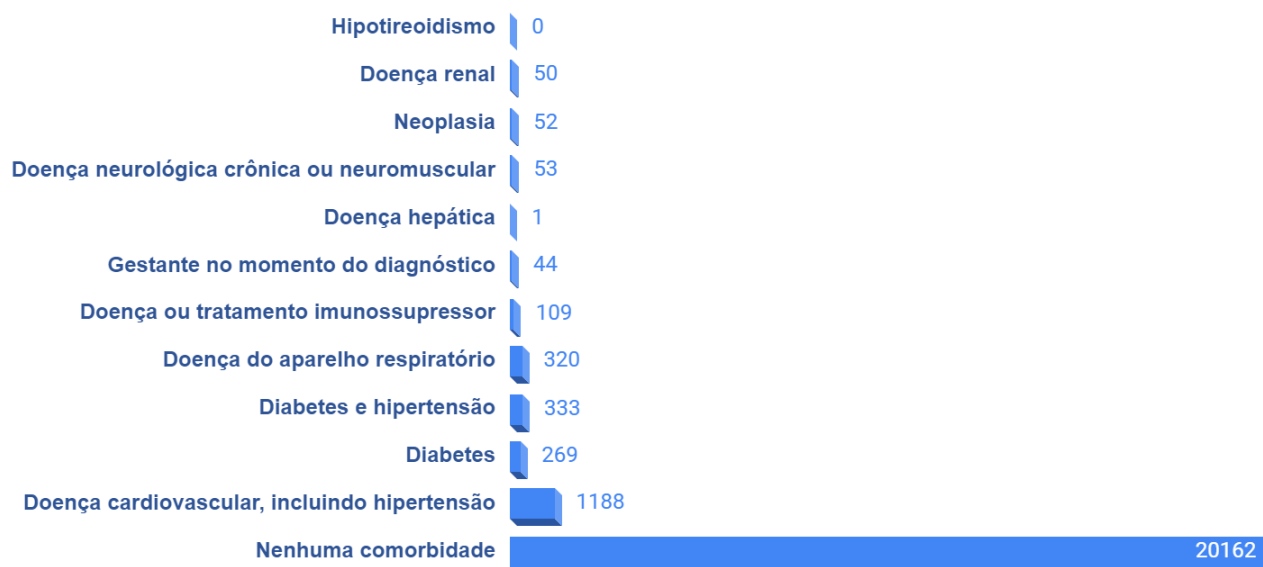 Hipotireoidismo 0
Doença renal 50
Neoplasia 52
Doença neurológica crônica ou neuromuscular 53
Doença hepática 1
Gestante no momento do diagnóstico 44
Doença ou tratamento imunossupressor 109
Doença do aparelho respiratório 320
Diabetes e hipertensão 333
Diabetes 269
Doença cardiovascular, incluindo hipertensão 1188
Nenhuma comorbidade 20162